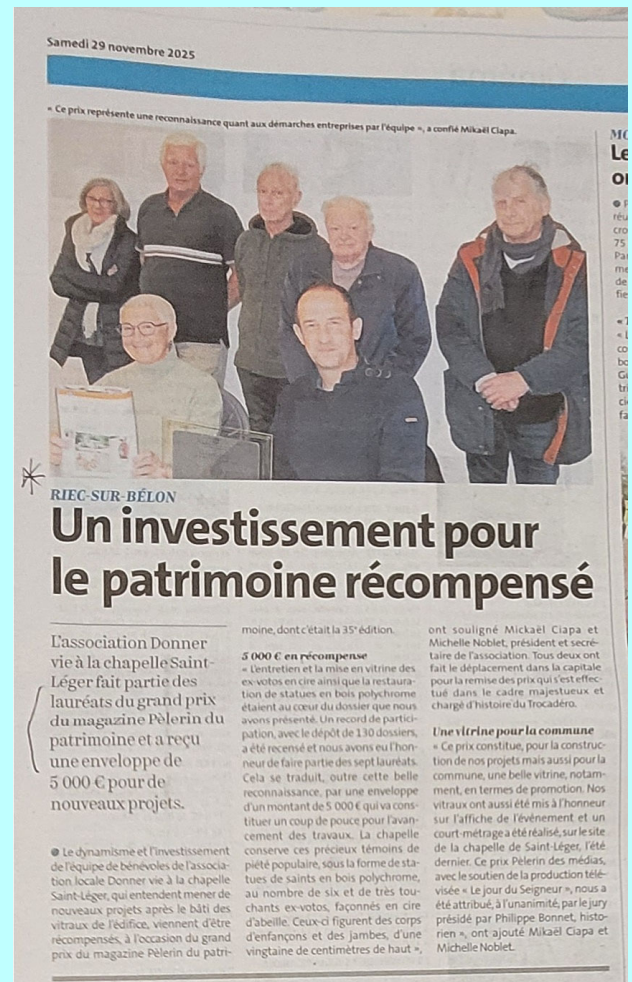 Samedi 29 novembre 2025
« Ce prix représente une reconnaissance quant aux démarches entreprises par l'équipe », a confié Mikaël Ciapa.
RIEC-SUR-BÉLON
Un investissement pour
le patrimoine récompensé
L'association Donner
vie à la chapelle Saint-
Léger fait partie des
lauréats du grand prix
du magazine Pèlerin du
patrimoine et a reçu
une enveloppe de
5 000 € pour de
nouveaux projets.
● Le dynamisme et l'investissement
de l'équipe de bénévoles de l'associa-
tion locale Donner vie à la chapelle
Saint-Léger, qui entendent mener de
nouveaux projets après le bâti des
vitraux de l'édifice, viennent d'être
récompensés, à l'occasion du grand
prix du magazine Pèlerin du patri-
moine, dont c'était la 35e édition.
5 000 € en récompense
« L'entretien et la mise en vitrine des
ex-votos en cire ainsi que la restaura-
tion de statues en bois polychrome
étaient au cœur du dossier que nous
avons présenté. Un record de partici-
pation, avec le dépôt de 130 dossiers,
a été recensé et nous avons eu l'hon-
neur de faire partie des sept lauréats.
Cela se traduit, outre cette belle
reconnaissance, par une enveloppe
d'un montant de 5 000 € qui va cons-
tituer un coup de pouce pour l'avan-
cement des travaux. La chapelle
conserve ces précieux témoins de
piété populaire, sous la forme de sta-
tues de saints en bois polychrome,
au nombre de six et de très tou-
chants ex-votos, façonnés en cire
d'abeille. Ceux-ci figurent des corps
d'enfançons et des jambes, d'une
vingtaine de centimètres de haut »,
ont souligné Mickaël Ciapa et
Michelle Noblet, président et secré-
taire de l'association. Tous deux ont
fait le déplacement dans la capitale
pour la remise des prix qui s'est effec-
tué dans le cadre majestueux et
chargé d'histoire du Trocadéro.
Une vitrine pour la commune
« Ce prix constitue, pour la construc-
tion de nos projets mais aussi pour la
commune, une belle vitrine, notam-
ment, en termes de promotion. Nos
vitraux ont aussi été mis à l'honneur
sur l'affiche de l'événement et un
court-métrage a été réalisé, sur le site
de la chapelle de Saint-Léger, l'été
dernier. Ce prix Pèlerin des médias,
avec le soutien de la production télé-
visée « Le jour du Seigneur », nous a
été attribué, à l'unanimité, par le jury
présidé par Philippe Bonnet, histo-
rien », ont ajouté Mikaël Ciapa et
Michelle Noblet.